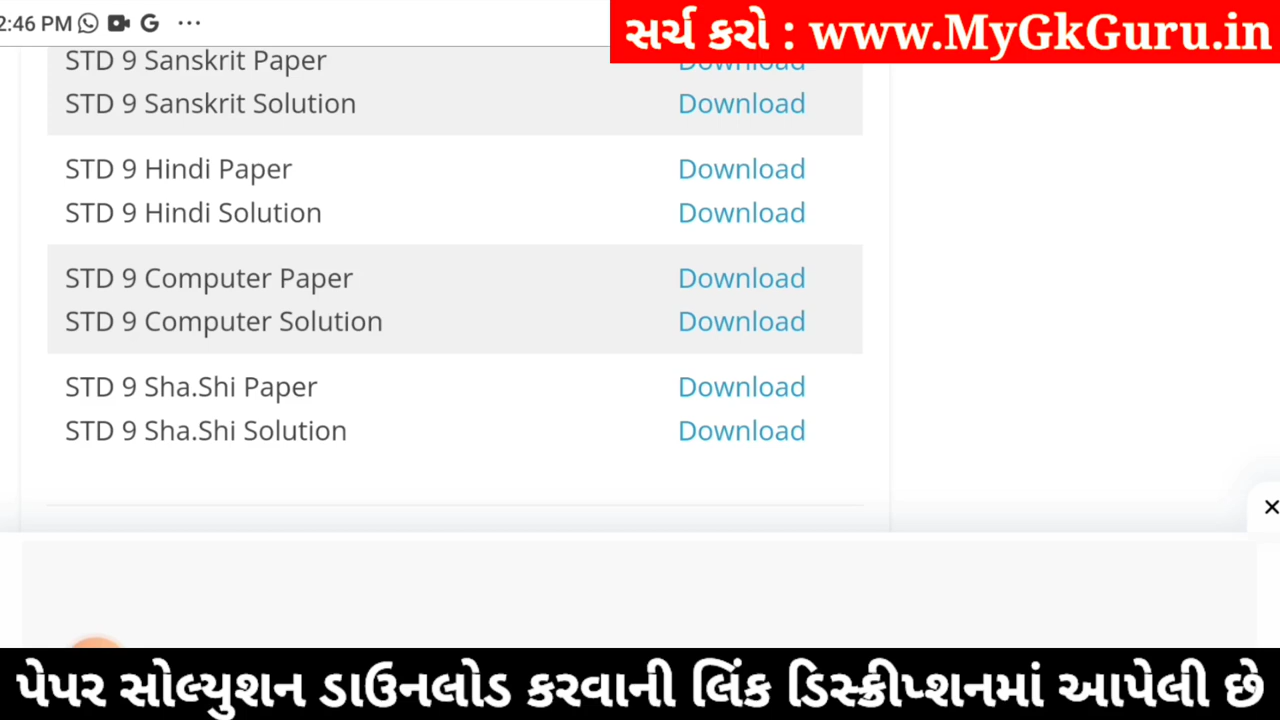 2:46 PM G ...
સર્ચ કરો : www.MyGkGuru.in
STD 9 Sanskrit Paper Download
STD 9 Sanskrit Solution Download
STD 9 Hindi Paper Download
STD 9 Hindi Solution Download
STD 9 Computer Paper Download
STD 9 Computer Solution Download
STD 9 Sha.Shi Paper Download
STD 9 Sha.Shi Solution Download
પેપર સોલ્યુશન ડાઉનલોડ કરવાની લિંક ડિસ્ક્રીપ્શનમાં આપેલી છે